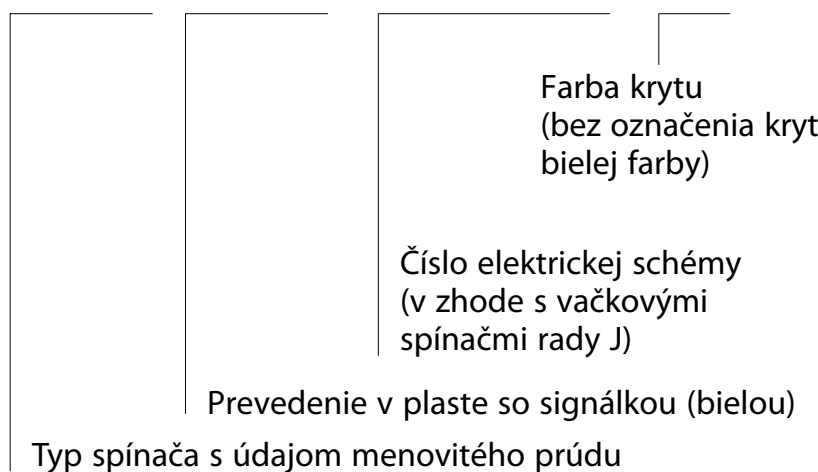 Farba krytu
(bez označenia kryt
bielej farby)
Číslo elektrickej schémy
(v zhode s vačkovými
spínačmi rady J)
Prevedenie v plaste so signálkou (bielou)
Typ spínača s údajom menovitého prúdu